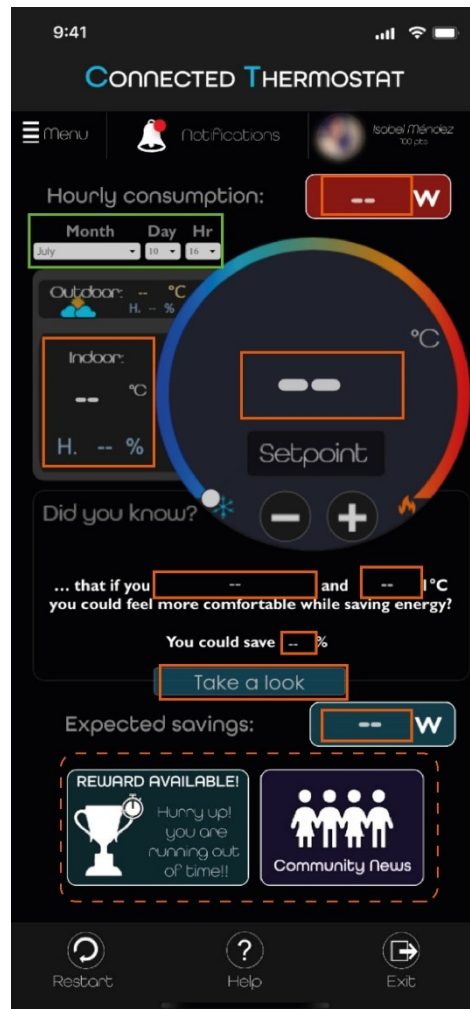 9:41
CONNECTED THERMOSTAT
Menu
Notifications
Isabel Méndez
100 pts
Hourly consumption:
-- W
Month Day Hr
July 10 16
Outdoor: -- °C
H. -- %
°C
Indoor:
-- °C
H. -- %
--
Setpoint
Did you know?
... that if you -- and -- 1°C
you could feel more comfortable while saving energy?
You could save -- %
Take a look
Expected savings:
-- W
REWARD AVAILABLE!
Hurry up!
you are
running out
of time!!
Community News
Restart
?
Help
Exit